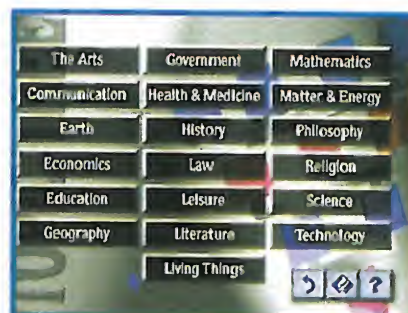 The Arts Government Mathematics
Communication Health & Medicine Matter & Energy
Earth History Philosophy
Economics Law Religion
Education Leisure Science
Geography Literature Technology
Living Things ?